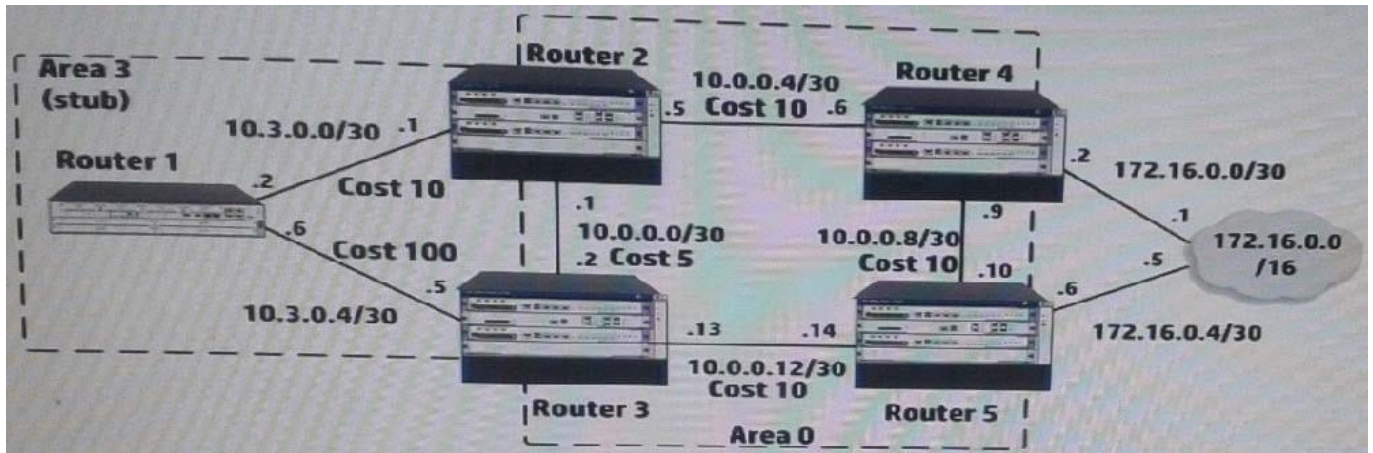 Area 3
(stub)
Router 2
10.0.0.4/30
.5 Cost 10 .6
Router 4
10.3.0.0/30 .1
Router 1
.2
Cost 10
.6
Cost 100
.5
10.3.0.4/30
.1
10.0.0.0/30
.2 Cost 5
.2
172.16.0.0/30
.9
10.0.0.8/30
Cost 10
.10
.1
172.16.0.0
/16
.5
.6
172.16.0.4/30
.13
.14
10.0.0.12/30
Cost 10
Router 3
Router 5
Area 0